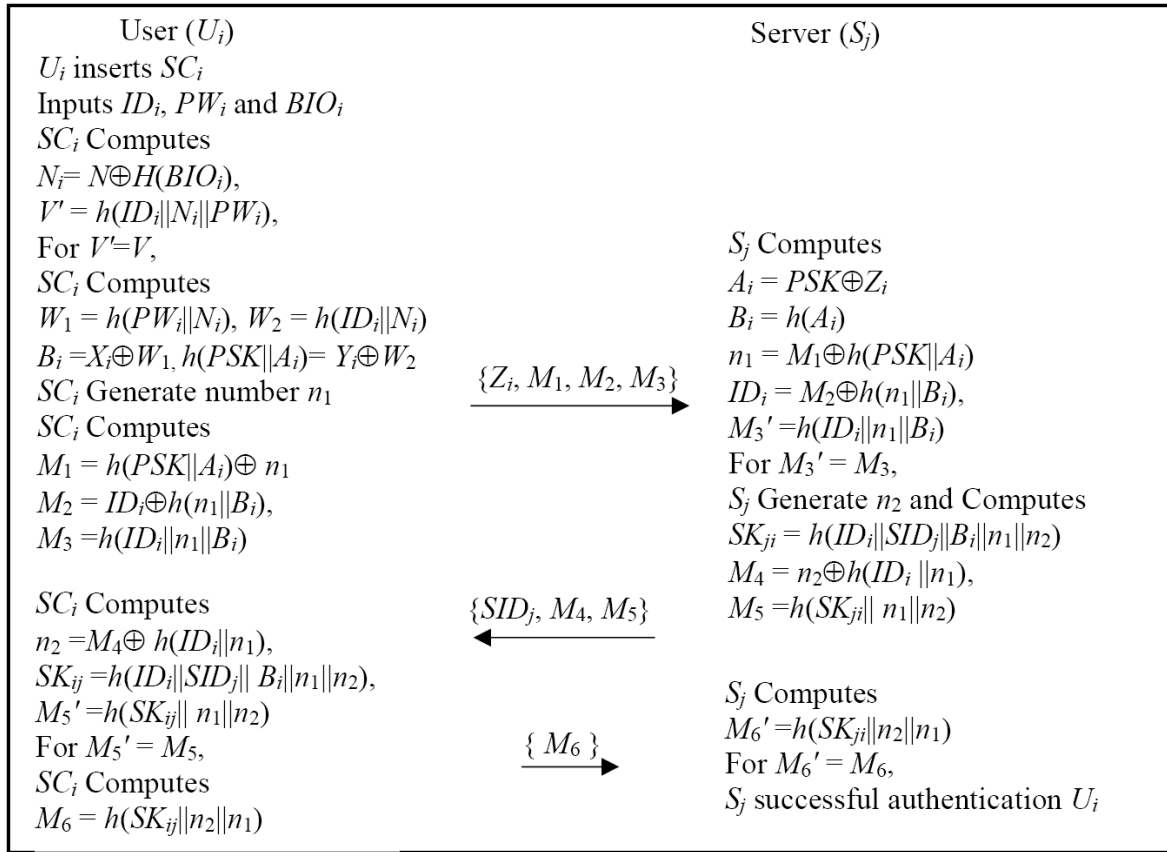 User (Uᵢ)
Uᵢ inserts SCᵢ
Inputs IDᵢ, PWᵢ and BIOᵢ
SCᵢ Computes
Nᵢ= N⊕H(BIOᵢ),
V' = h(IDᵢ||Nᵢ||PWᵢ),
For V'=V,
SCᵢ Computes
W₁ = h(PWᵢ||Nᵢ), W₂ = h(IDᵢ||Nᵢ)
Bᵢ =Xᵢ⊕W₁, h(PSK||Aᵢ)= Yᵢ⊕W₂
SCᵢ Generate number n₁
SCᵢ Computes
M₁ = h(PSK||Aᵢ)⊕ n₁
M₂ = IDᵢ⊕h(n₁||Bᵢ),
M₃ =h(IDᵢ||n₁||Bᵢ)
{Zᵢ, M₁, M₂, M₃}
Server (Sⱼ)
Sⱼ Computes
Aᵢ = PSK⊕Zᵢ
Bᵢ = h(Aᵢ)
n₁ = M₁⊕h(PSK||Aᵢ)
IDᵢ = M₂⊕h(n₁||Bᵢ),
M₃' =h(IDᵢ||n₁||Bᵢ)
For M₃' = M₃,
Sⱼ Generate n₂ and Computes
SKⱼᵢ = h(IDᵢ||SIDⱼ||Bᵢ||n₁||n₂)
M₄ = n₂⊕h(IDᵢ ||n₁),
M₅ =h(SKⱼᵢ|| n₁||n₂)
{SIDⱼ, M₄, M₅}
SCᵢ Computes
n₂ =M₄⊕ h(IDᵢ||n₁),
SKᵢⱼ =h(IDᵢ||SIDⱼ|| Bᵢ||n₁||n₂),
M₅' =h(SKᵢⱼ|| n₁||n₂)
For M₅' = M₅,
SCᵢ Computes
M₆ = h(SKᵢⱼ||n₂||n₁)
{ M₆ }
Sⱼ Computes
M₆' =h(SKⱼᵢ||n₂||n₁)
For M₆' = M₆,
Sⱼ successful authentication Uᵢ